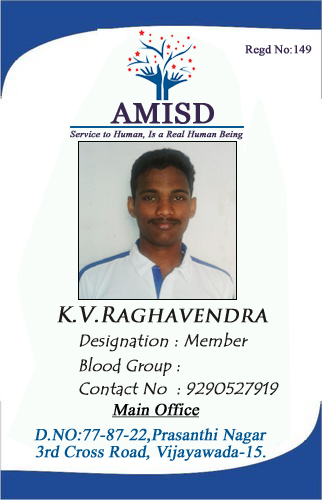 Regd No:149
AMISD
Service to Human, Is a Real Human Being
K.V.RAGHAVENDRA
Designation : Member
Blood Group :
Contact No : 9290527919
Main Office
D.NO:77-87-22,Prasanthi Nagar
3rd Cross Road, Vijayawada-15.